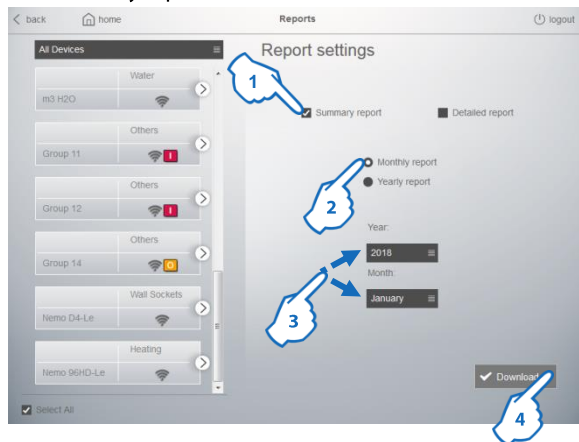 back
home
Reports
logout
All Devices
Report settings
Water
m3 H2O
1
Summary report
Detailed report
Others
Group 11
I
Monthly report
Yearly report
2
Others
Group 12
I
Year:
2018
Month:
January
3
Others
Group 14
O
Wall Sockets
Nemo D4-Le
Heating
Nemo 96HD-Le
Download
4
Select All